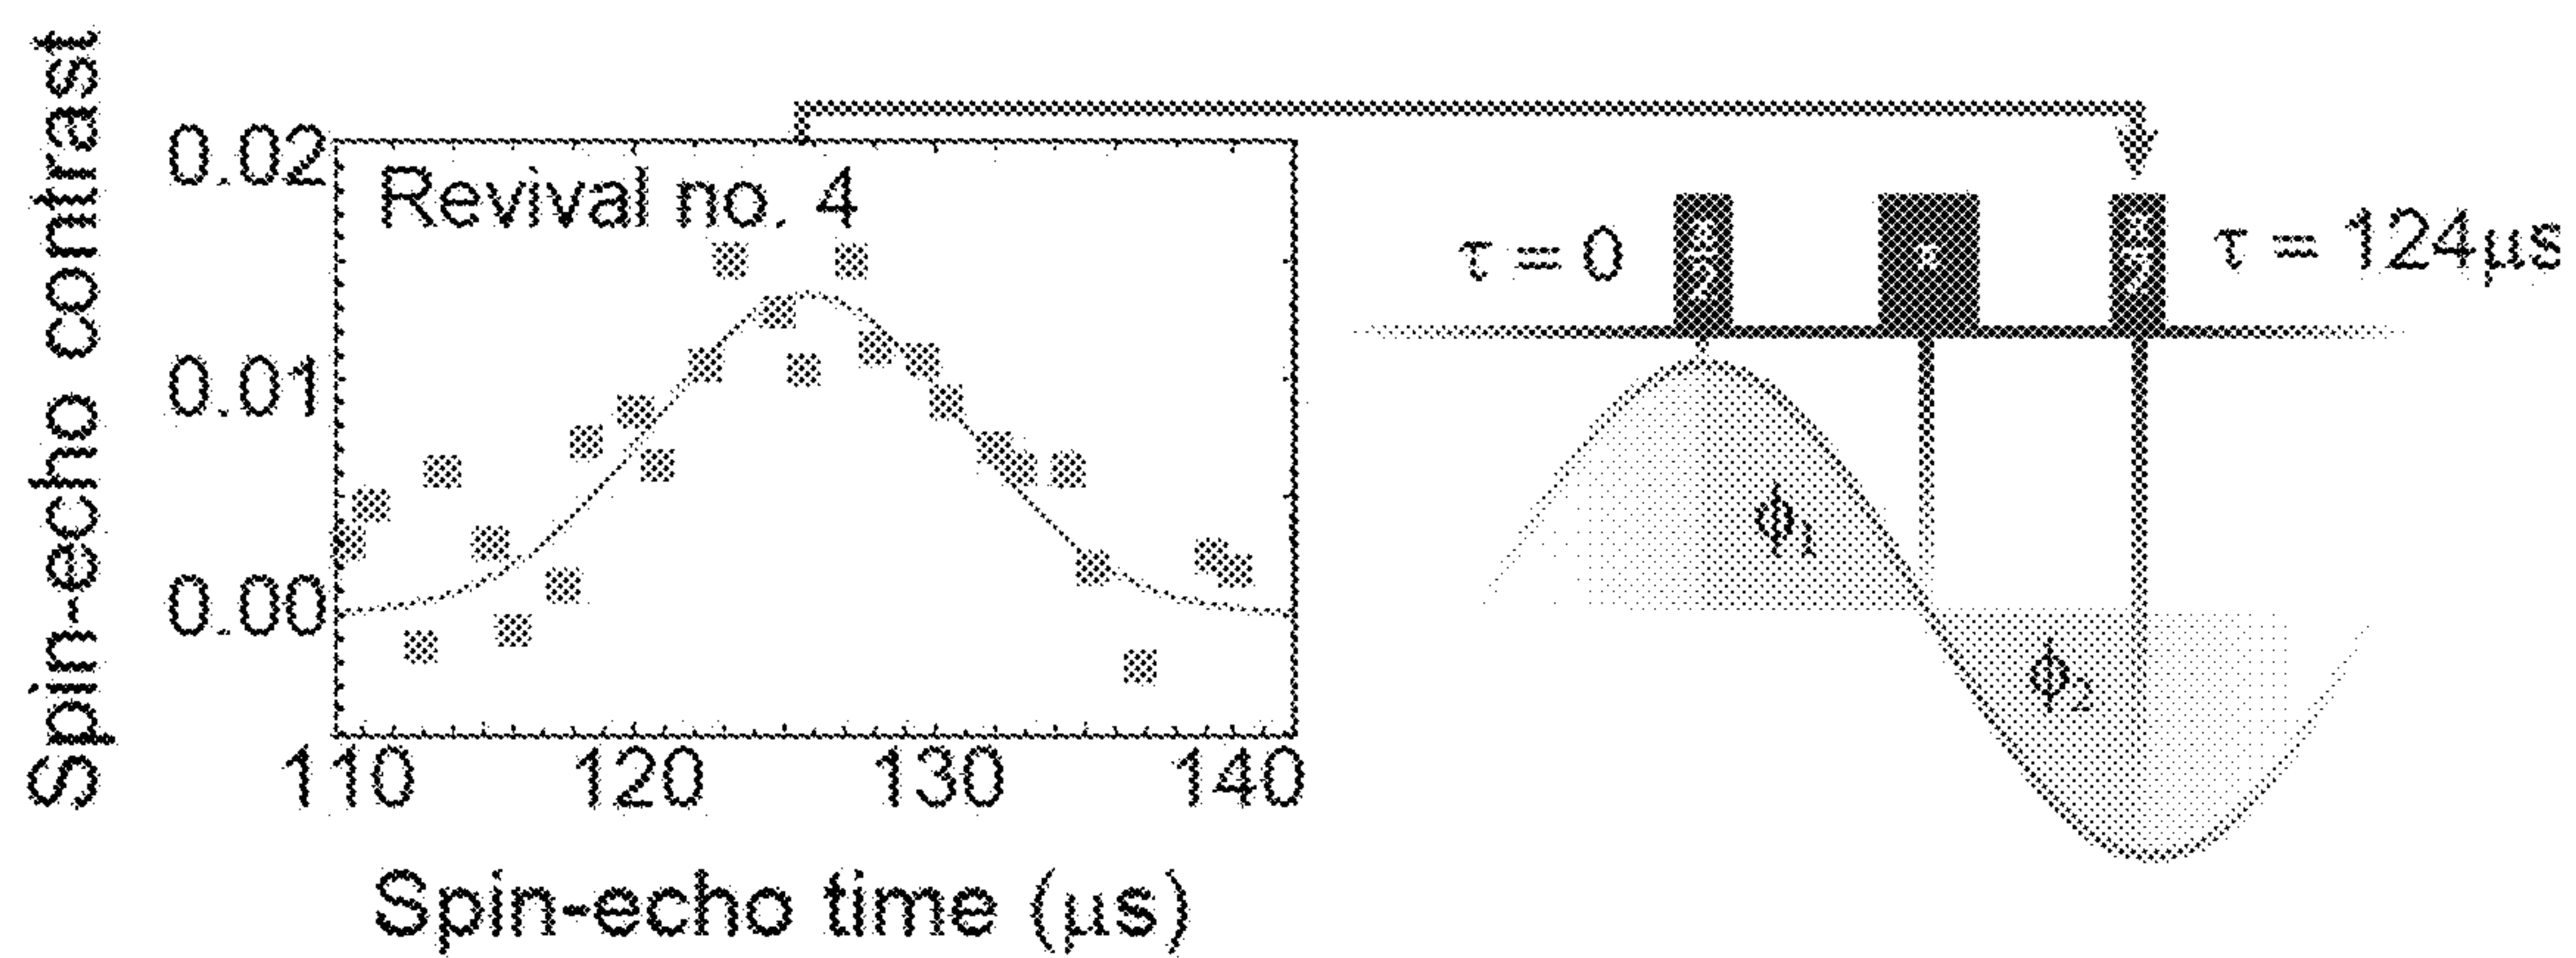 Spin-echo contrast
0.02
0.01
0.00
Revival no. 4
110 120 130 140
Spin-echo time (μs)
τ = 0
2
τ = 124μs
ϕ₁
ϕ₂